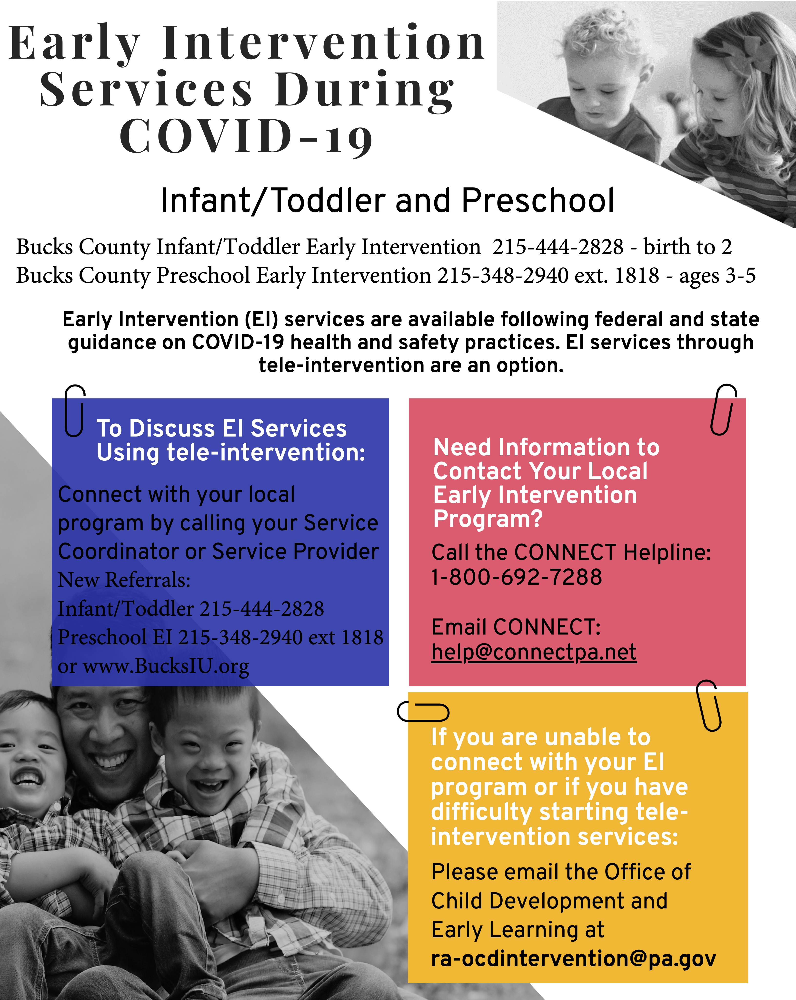 Early Intervention
Services During
COVID-19
Infant/Toddler and Preschool
Bucks County Infant/Toddler Early Intervention  215-444-2828 - birth to 2
Bucks County Preschool Early Intervention 215-348-2940 ext. 1818 - ages 3-5
Early Intervention (EI) services are available following federal and state
guidance on COVID-19 health and safety practices. EI services through
tele-intervention are an option.
To Discuss EI Services
Using tele-intervention:
Connect with your local
program by calling your Service
Coordinator or Service Provider
New Referrals:
Infant/Toddler 215-444-2828
Preschool EI 215-348-2940 ext 1818
or www.BucksIU.org
Need Information to
Contact Your Local
Early Intervention
Program?
Call the CONNECT Helpline:
1-800-692-7288
Email CONNECT:
help@connectpa.net
If you are unable to
connect with your EI
program or if you have
difficulty starting tele-
intervention services:
Please email the Office of
Child Development and
Early Learning at
ra-ocdintervention@pa.gov